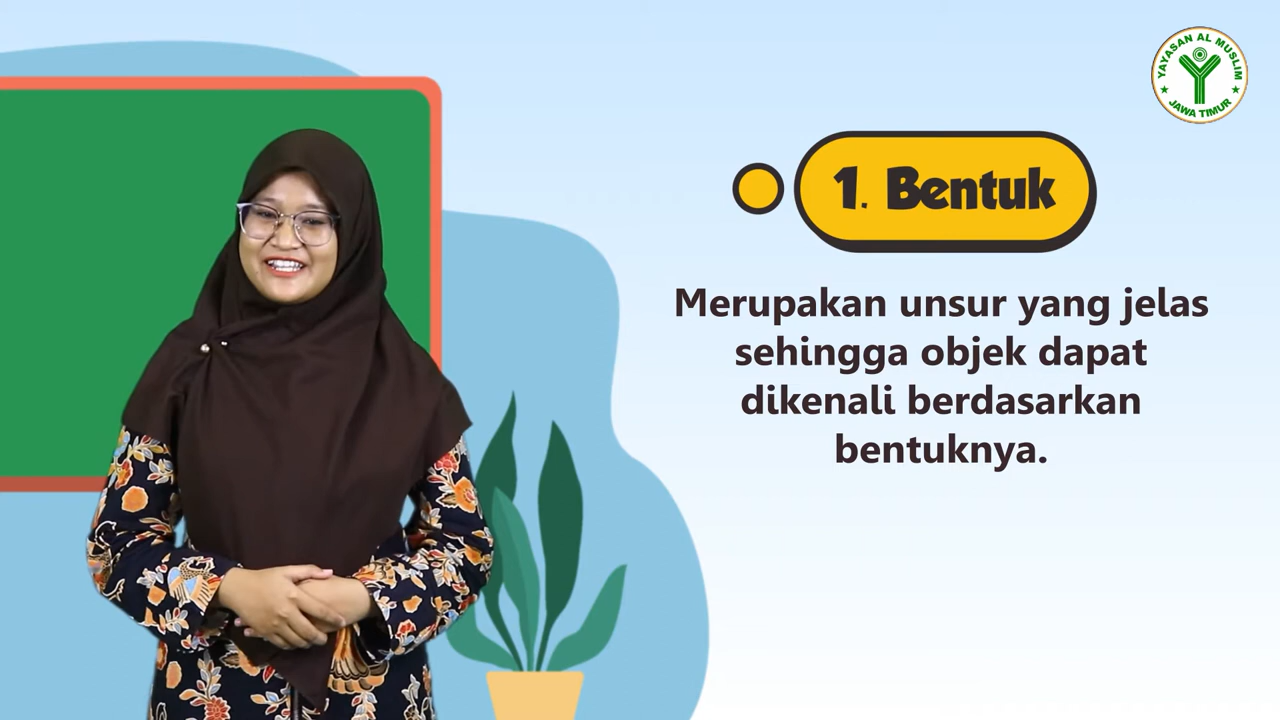 YAYASAN AL MUSLIM
JAWA TIMUR
1. Bentuk
Merupakan unsur yang jelas
sehingga objek dapat
dikenali berdasarkan
bentuknya.